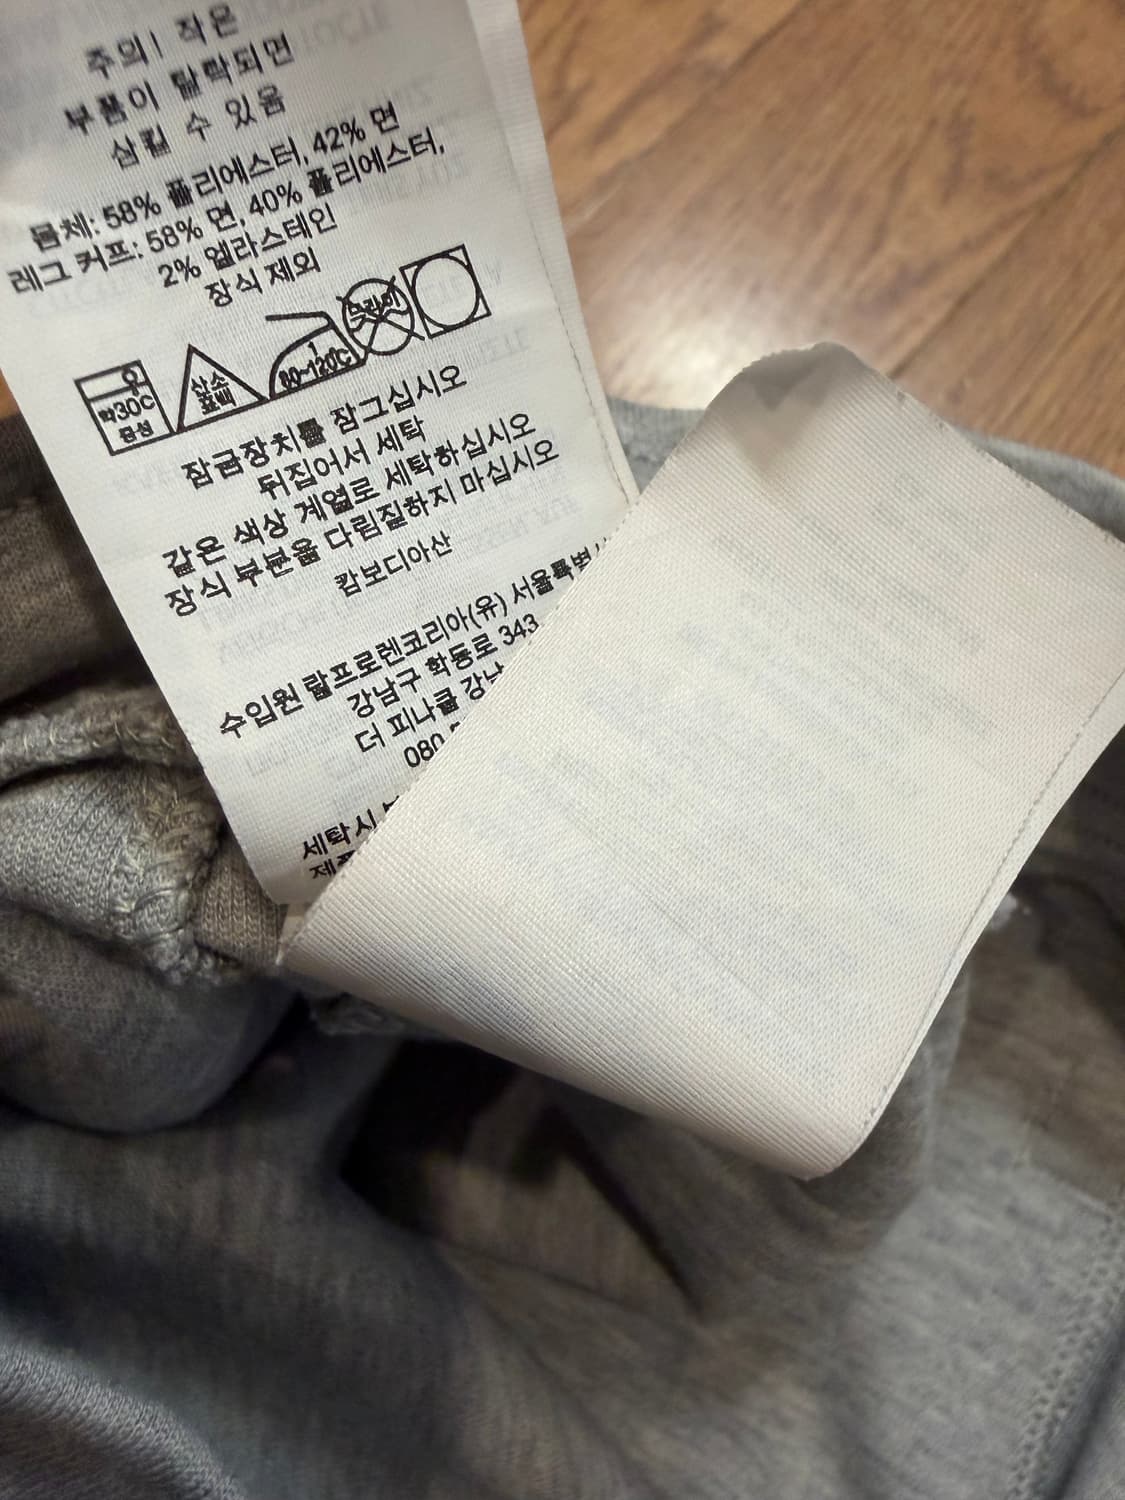 주의! 작은
부품이 탈락되면
삼킬 수 있음
몸체: 58% 폴리에스터, 42% 면
레그 커프: 58% 면, 40% 폴리에스터,
2% 엘라스테인
장식 제외
약30℃
중성
산소
표백
1
80~120℃
드라이
잠금장치를 잠그십시오
뒤집어서 세탁
같은 색상 계열로 세탁하십시오
장식 부분을 다림질하지 마십시오
캄보디아산
수입원 랄프로렌코리아(유) 서울특별
강남구 학동로 343
더 피나클 강남
080
세탁시